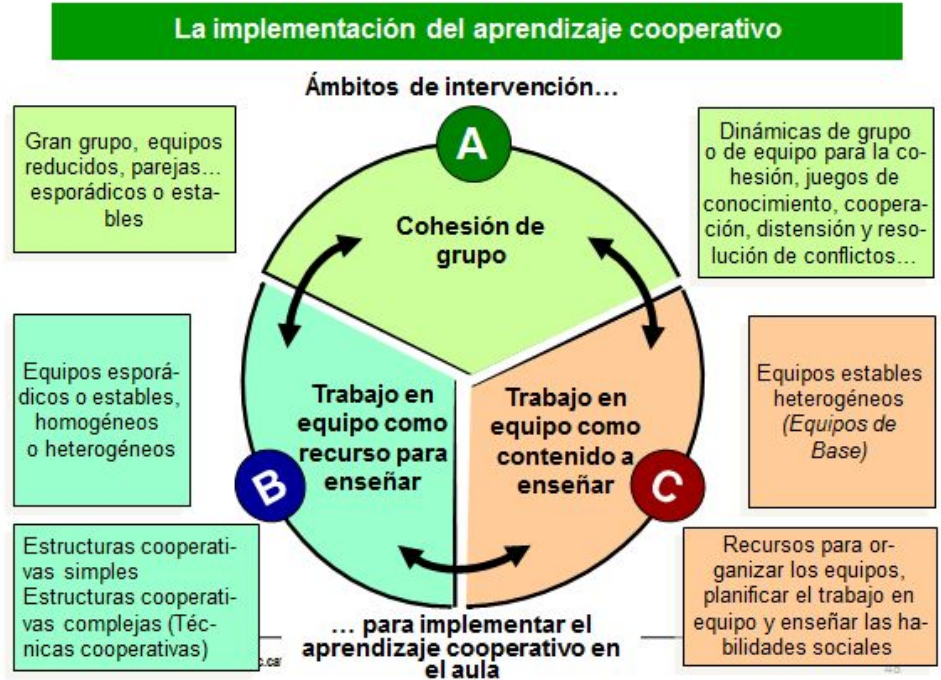 La implementación del aprendizaje cooperativo
Ámbitos de intervención…
A
Gran grupo, equipos
reducidos, parejas…
esporádicos o esta-
bles
Dinámicas de grupo
o de equipo para la co-
hesión, juegos de
conocimiento, coopera-
ción, distensión y reso-
lución de conflictos…
Cohesión de
grupo
Equipos esporá-
dicos o estables,
homogéneos
o heterogéneos
Trabajo en
equipo como
recurso para
enseñar
B
Trabajo en
equipo como
contenido a
enseñar
C
Equipos estables
heterogéneos
(Equipos de
Base)
Estructuras cooperati-
vas simples
Estructuras cooperati-
vas complejas (Téc-
nicas cooperativas)
Recursos para or-
ganizar los equipos,
planificar el trabajo en
equipo y enseñar las ha-
bilidades sociales
… para implementar el
aprendizaje cooperativo en
el aula